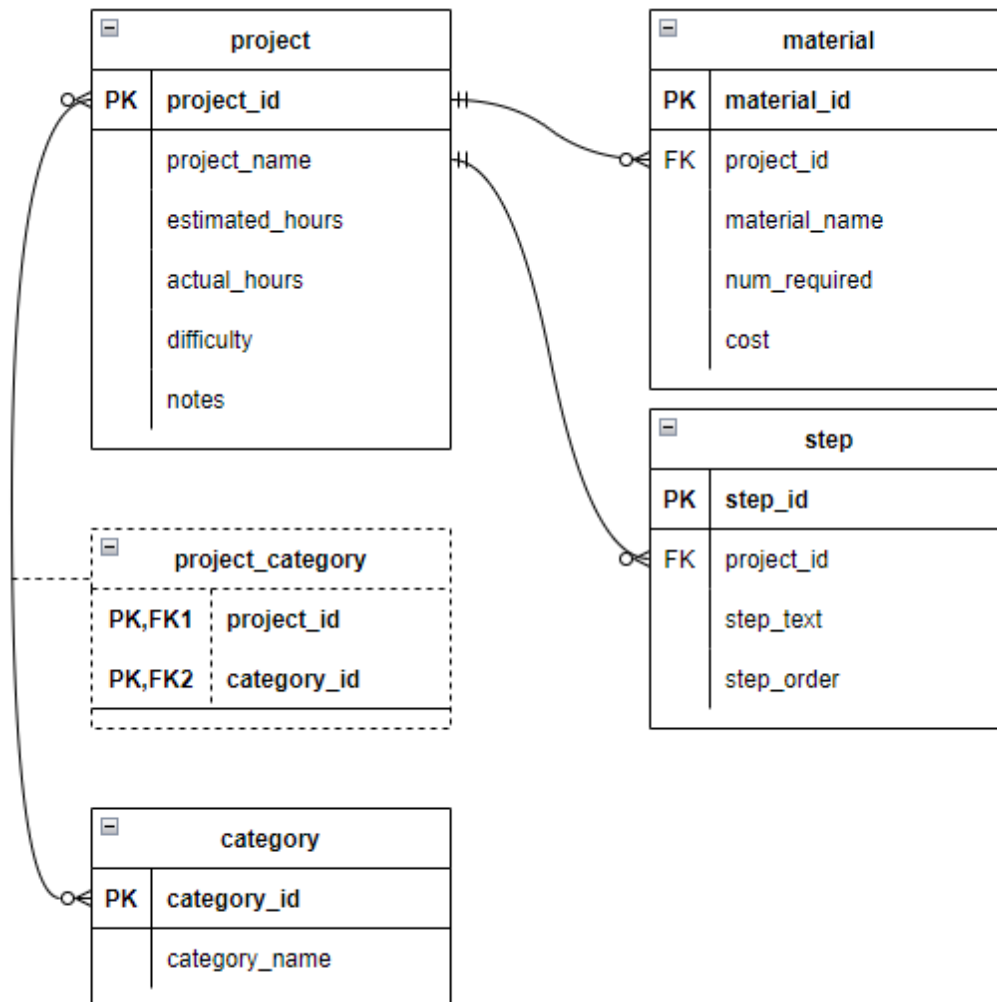 project
PK project_id
project_name
estimated_hours
actual_hours
difficulty
notes
material
PK material_id
FK project_id
material_name
num_required
cost
step
PK step_id
FK project_id
step_text
step_order
project_category
PK,FK1 project_id
PK,FK2 category_id
category
PK category_id
category_name